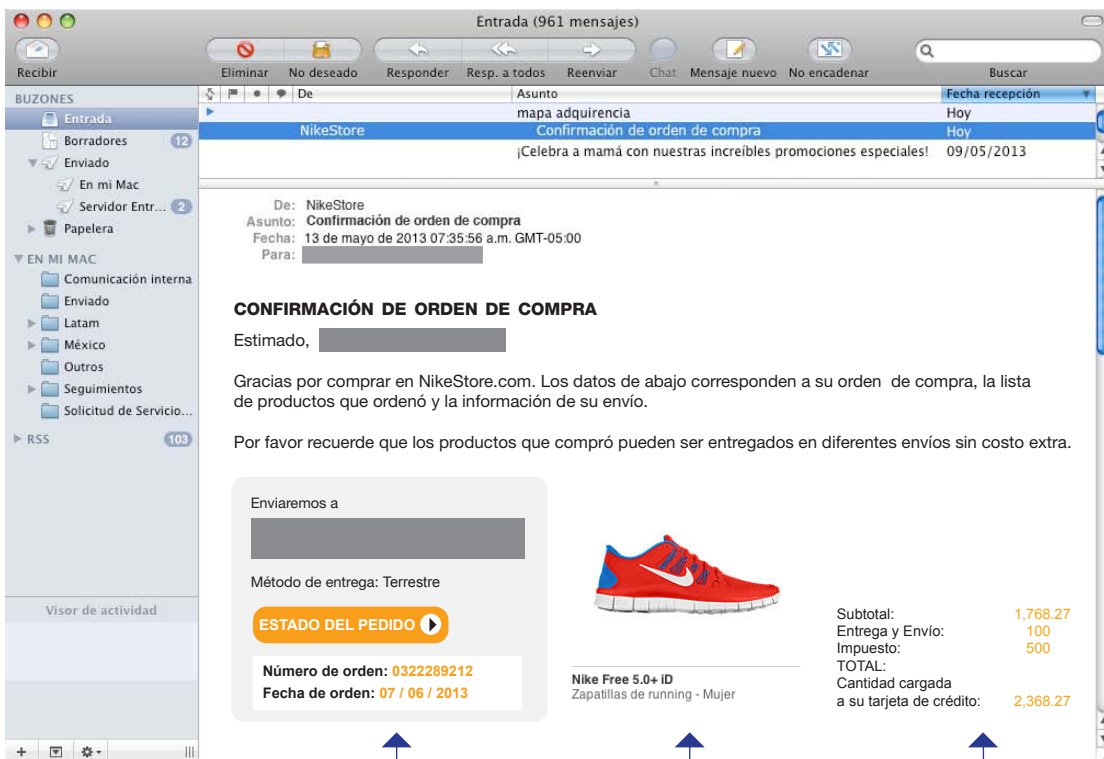 Entrada (961 mensajes)
Recibir
Eliminar No deseado Responder Resp. a todos Reenviar Chat Mensaje nuevo No encadenar Buscar
BUZONES
Entrada
Borradores 12
Enviado
En mi Mac
Servidor Entr... 2
Papelera
EN MI MAC
Comunicación interna
Enviado
Latam
México
Outros
Seguimientos
Solicitud de Servicio...
RSS 103
Visor de actividad
De Asunto Fecha recepción
mapa adquirencia Hoy
NikeStore Confirmación de orden de compra Hoy
¡Celebra a mamá con nuestras increíbles promociones especiales! 09/05/2013
De: NikeStore
Asunto: Confirmación de orden de compra
Fecha: 13 de mayo de 2013 07:35:56 a.m. GMT-05:00
Para:
CONFIRMACIÓN DE ORDEN DE COMPRA
Estimado,
Gracias por comprar en NikeStore.com. Los datos de abajo corresponden a su orden de compra, la lista
de productos que ordenó y la información de su envío.
Por favor recuerde que los productos que compró pueden ser entregados en diferentes envíos sin costo extra.
Enviaremos a
Método de entrega: Terrestre
ESTADO DEL PEDIDO
Número de orden: 0322289212
Fecha de orden: 07 / 06 / 2013
Nike Free 5.0+ iD
Zapatillas de running - Mujer
Subtotal: 1,768.27
Entrega y Envío: 100
Impuesto: 500
TOTAL:
Cantidad cargada
a su tarjeta de crédito: 2,368.27